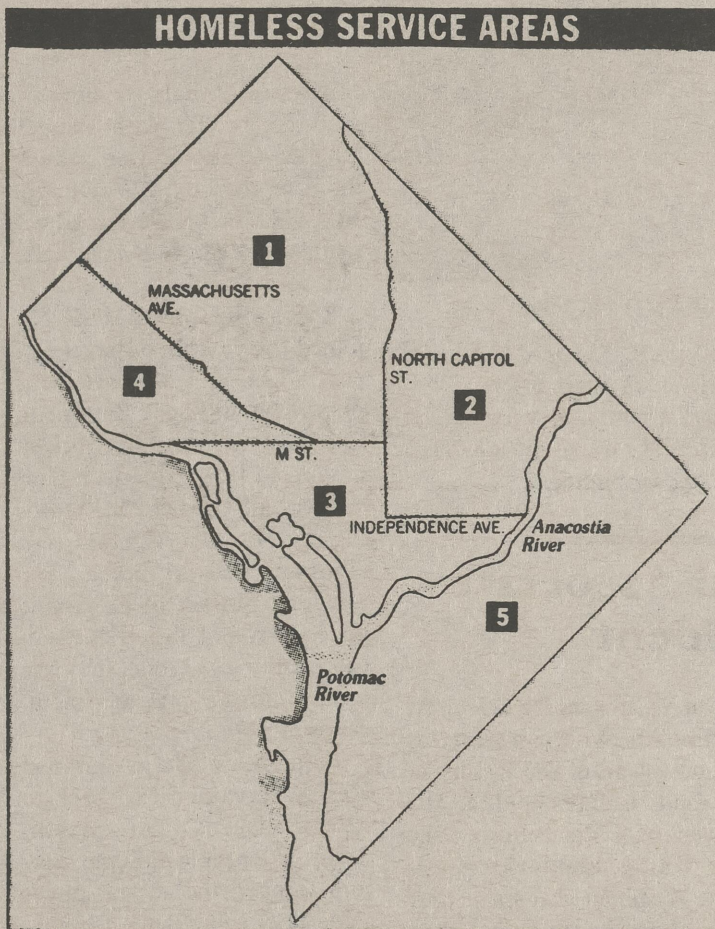 HOMELESS SERVICE AREAS
1
MASSACHUSETTS
AVE.
4
NORTH CAPITOL
ST.
2
M ST.
3
INDEPENDENCE AVE.
Anacostia
River
5
Potomac
River